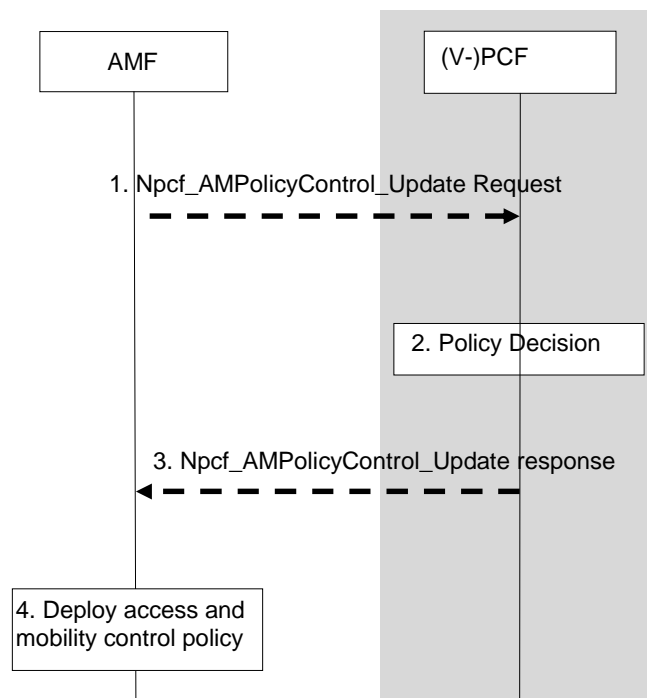 AMF
(V-)PCF
1. Npcf_AMPolicyControl_Update Request
2. Policy Decision
3. Npcf_AMPolicyControl_Update response
4. Deploy access and
mobility control policy